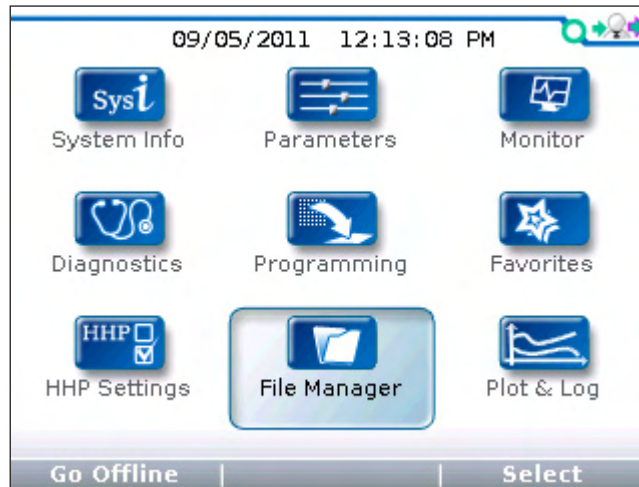 09/05/2011 12:13:08 PM
Sysi
System Info
Parameters
Monitor
Diagnostics
Programming
Favorites
HHP
HHP Settings
File Manager
Plot & Log
Go Offline
Select